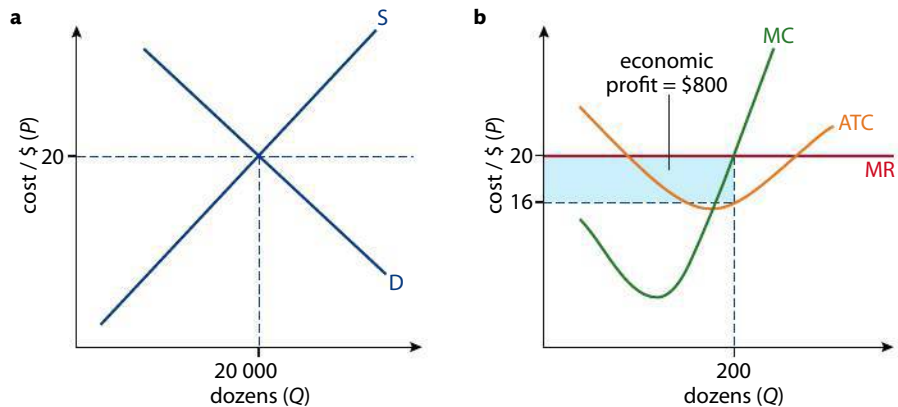 a
S
cost / $ (P)
20
D
20 000
dozens (Q)
b
MC
economic
profit = $800
ATC
cost / $ (P)
20
MR
16
200
dozens (Q)